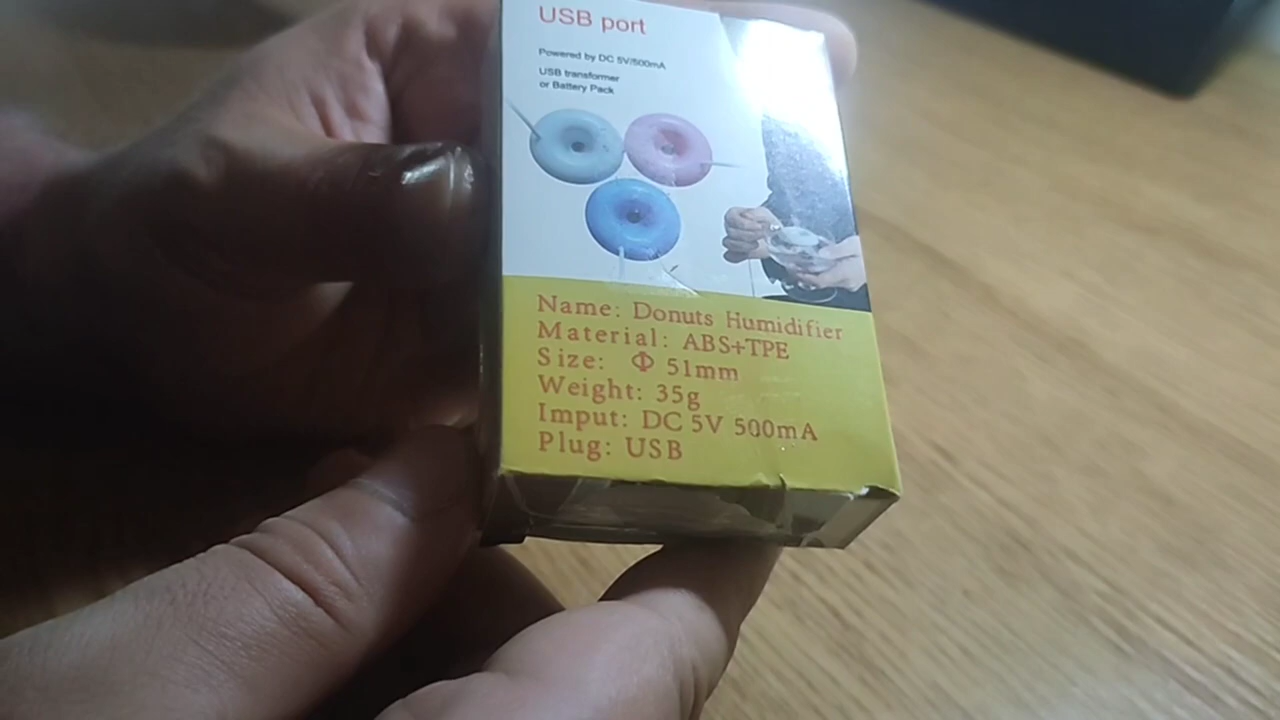 USB port
Powered by DC 5V/500mA
USB transformer
or Battery Pack
Name: Donuts Humidifier
Material: ABS+TPE
Size: Φ 51mm
Weight: 35g
Imput: DC 5V 500mA
Plug: USB